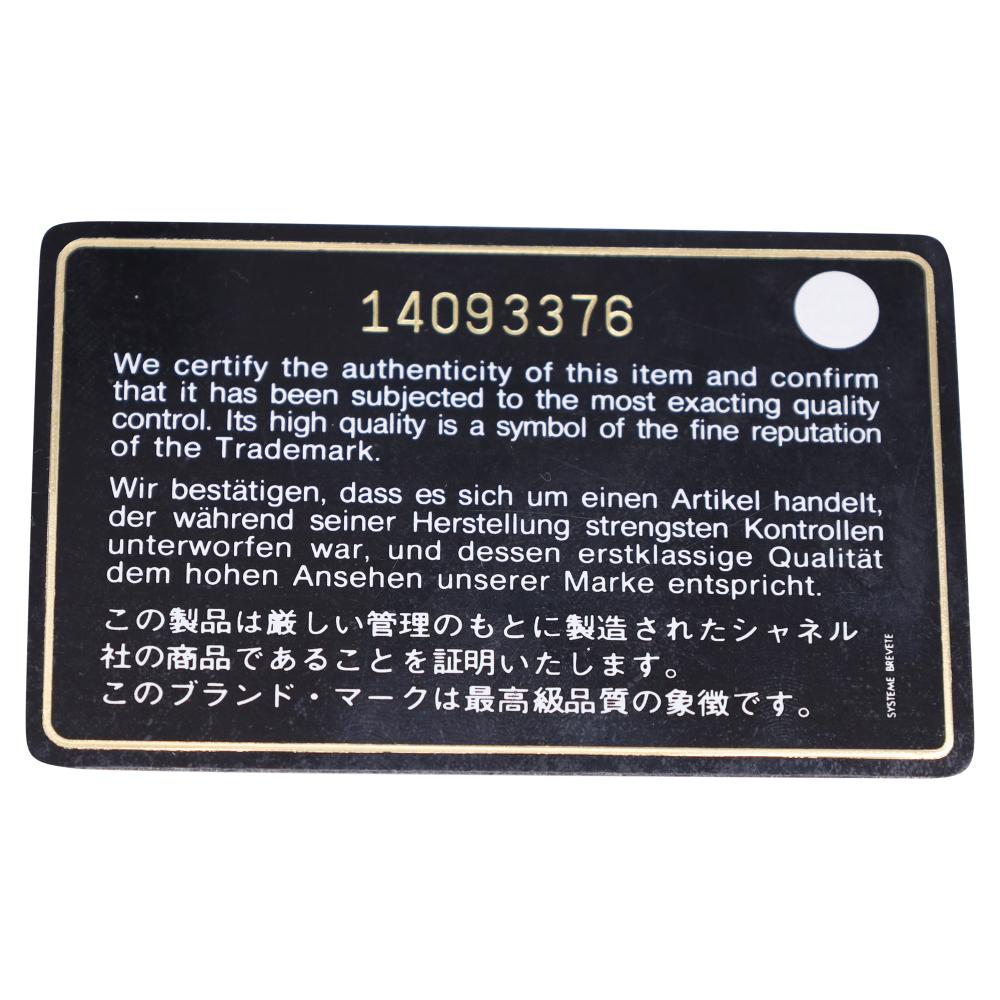 14093376
We certify the authenticity of this item and confirm
that it has been subjected to the most exacting quality
control. Its high quality is a symbol of the fine reputation
of the Trademark.
Wir bestätigen, dass es sich um einen Artikel handelt,
der während seiner Herstellung strengsten Kontrollen
unterworfen war, und dessen erstklassige Qualität
dem hohen Ansehen unserer Marke entspricht.
この製品は厳しい管理のもとに製造されたシャネル
社の商品であることを証明いたします。
このブランド・マークは最高級品質の象徴です。
SYSTEME BREVETE